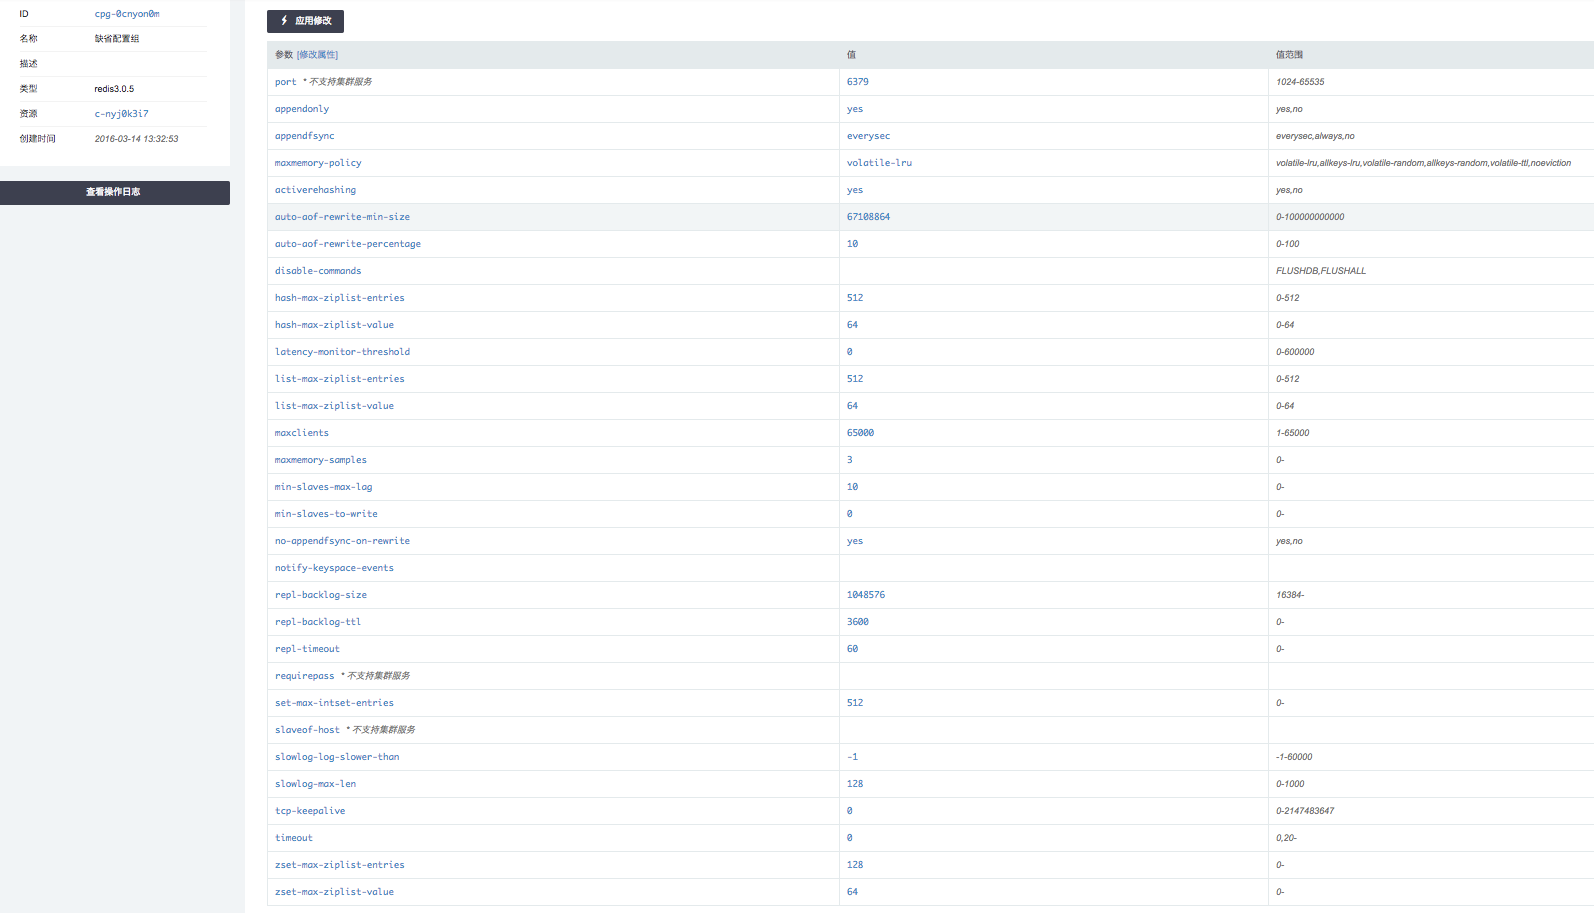 ID cpg-0cnyon0m
名称 缺省配置组
描述
类型 redis3.0.5
资源 c-nyj0k3i7
创建时间 2016-03-14 13:32:53
查看操作日志
应用修改
参数 [修改属性] 值 值范围
port * 不支持集群服务 6379 1024-65535
appendonly yes yes,no
appendfsync everysec everysec,always,no
maxmemory-policy volatile-lru volatile-lru,allkeys-lru,volatile-random,allkeys-random,volatile-ttl,noeviction
activerehashing yes yes,no
auto-aof-rewrite-min-size 67108864 0-100000000000
auto-aof-rewrite-percentage 10 0-100
disable-commands FLUSHDB,FLUSHALL
hash-max-ziplist-entries 512 0-512
hash-max-ziplist-value 64 0-64
latency-monitor-threshold 0 0-600000
list-max-ziplist-entries 512 0-512
list-max-ziplist-value 64 0-64
maxclients 65000 1-65000
maxmemory-samples 3 0-
min-slaves-max-lag 10 0-
min-slaves-to-write 0 0-
no-appendfsync-on-rewrite yes yes,no
notify-keyspace-events
repl-backlog-size 1048576 16384-
repl-backlog-ttl 3600 0-
repl-timeout 60 0-
requirepass * 不支持集群服务
set-max-intset-entries 512 0-
slaveof-host * 不支持集群服务
slowlog-log-slower-than -1 -1-60000
slowlog-max-len 128 0-1000
tcp-keepalive 0 0-2147483647
timeout 0 0,20-
zset-max-ziplist-entries 128 0-
zset-max-ziplist-value 64 0-